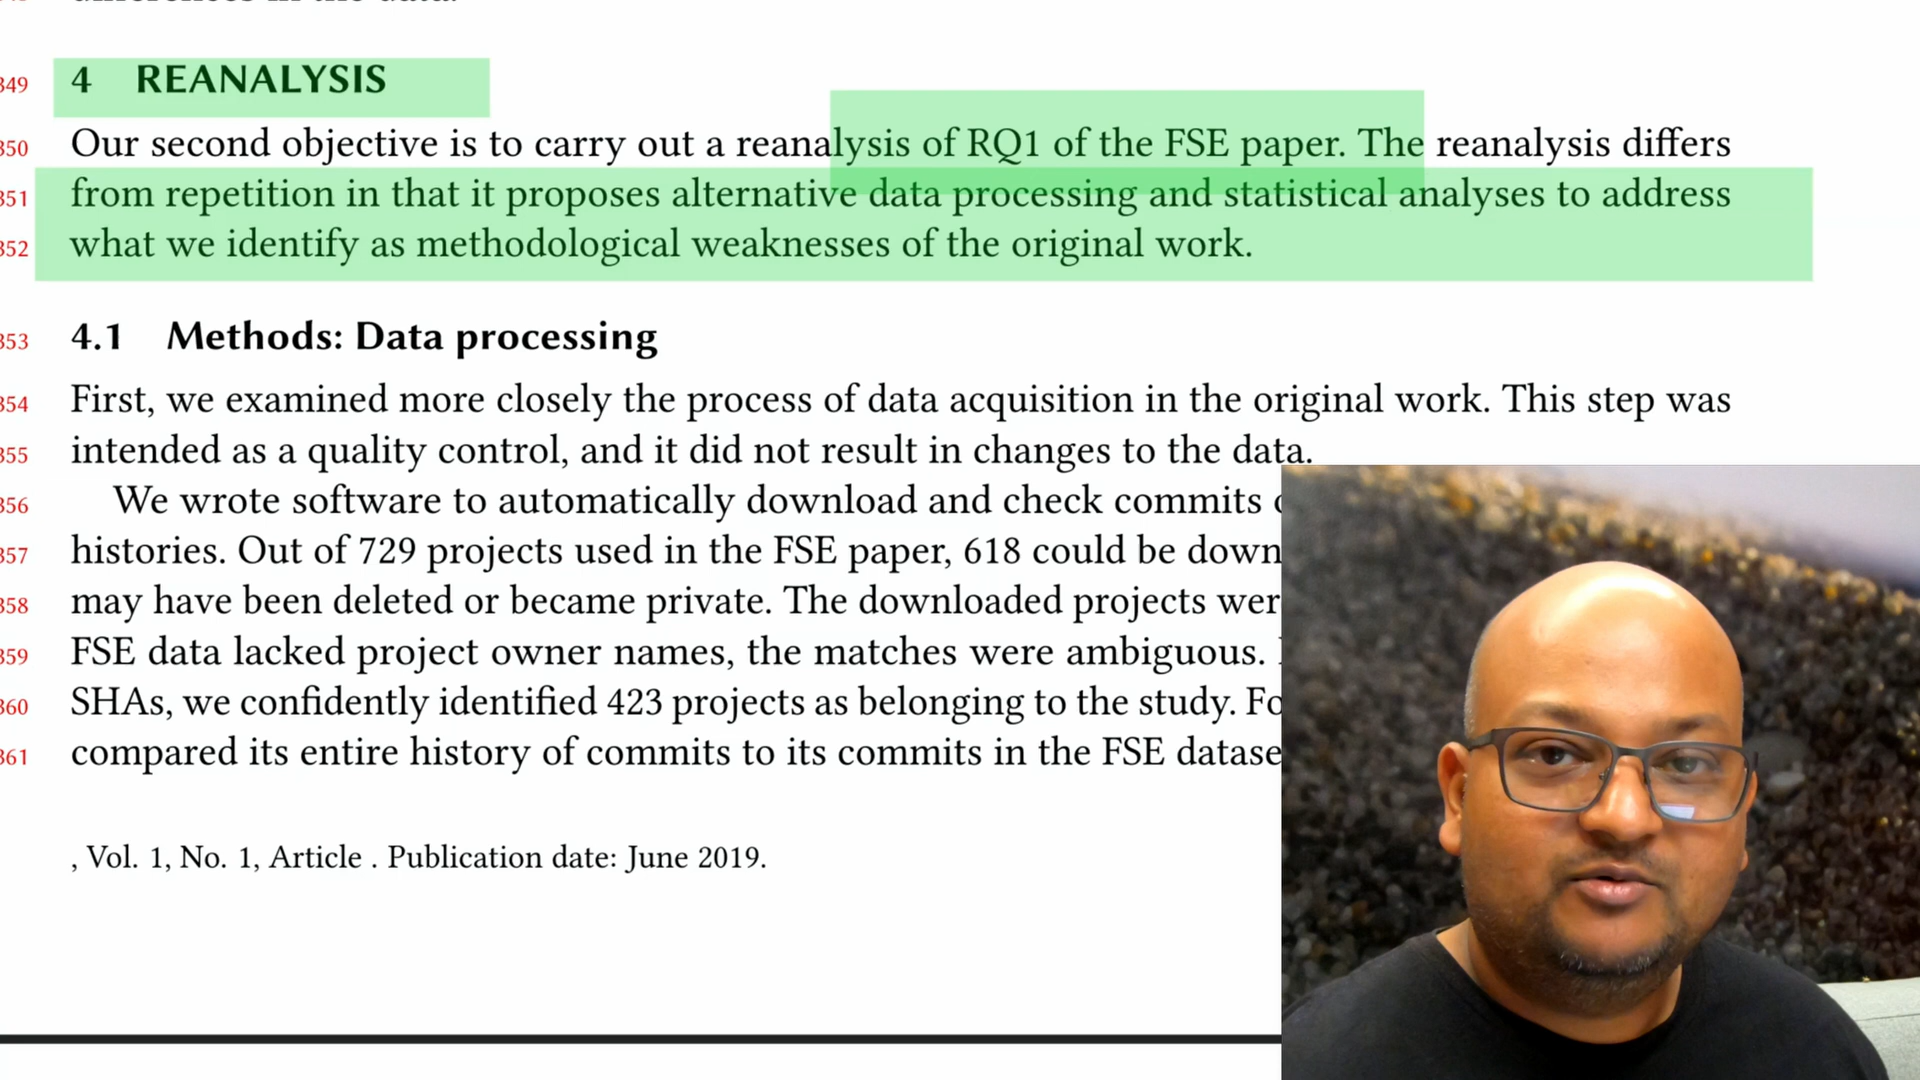 349 4 REANALYSIS
350 Our second objective is to carry out a reanalysis of RQ1 of the FSE paper. The reanalysis differs
351 from repetition in that it proposes alternative data processing and statistical analyses to address
352 what we identify as methodological weaknesses of the original work.
353 4.1 Methods: Data processing
354 First, we examined more closely the process of data acquisition in the original work. This step was
355 intended as a quality control, and it did not result in changes to the data.
356 We wrote software to automatically download and check commits
357 histories. Out of 729 projects used in the FSE paper, 618 could be down
358 may have been deleted or became private. The downloaded projects wer
359 FSE data lacked project owner names, the matches were ambiguous.
360 SHAs, we confidently identified 423 projects as belonging to the study. Fo
361 compared its entire history of commits to its commits in the FSE datase
, Vol. 1, No. 1, Article . Publication date: June 2019.